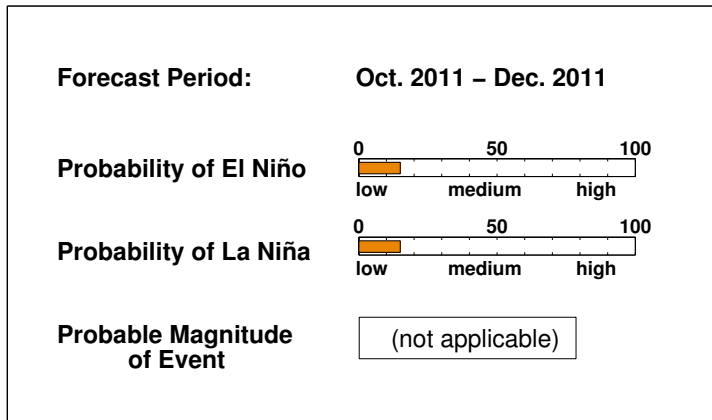 Forecast Period: Oct. 2011 – Dec. 2011
0 50 100
Probability of El Niño
low medium high
0 50 100
Probability of La Niña
low medium high
Probable Magnitude
of Event
(not applicable)